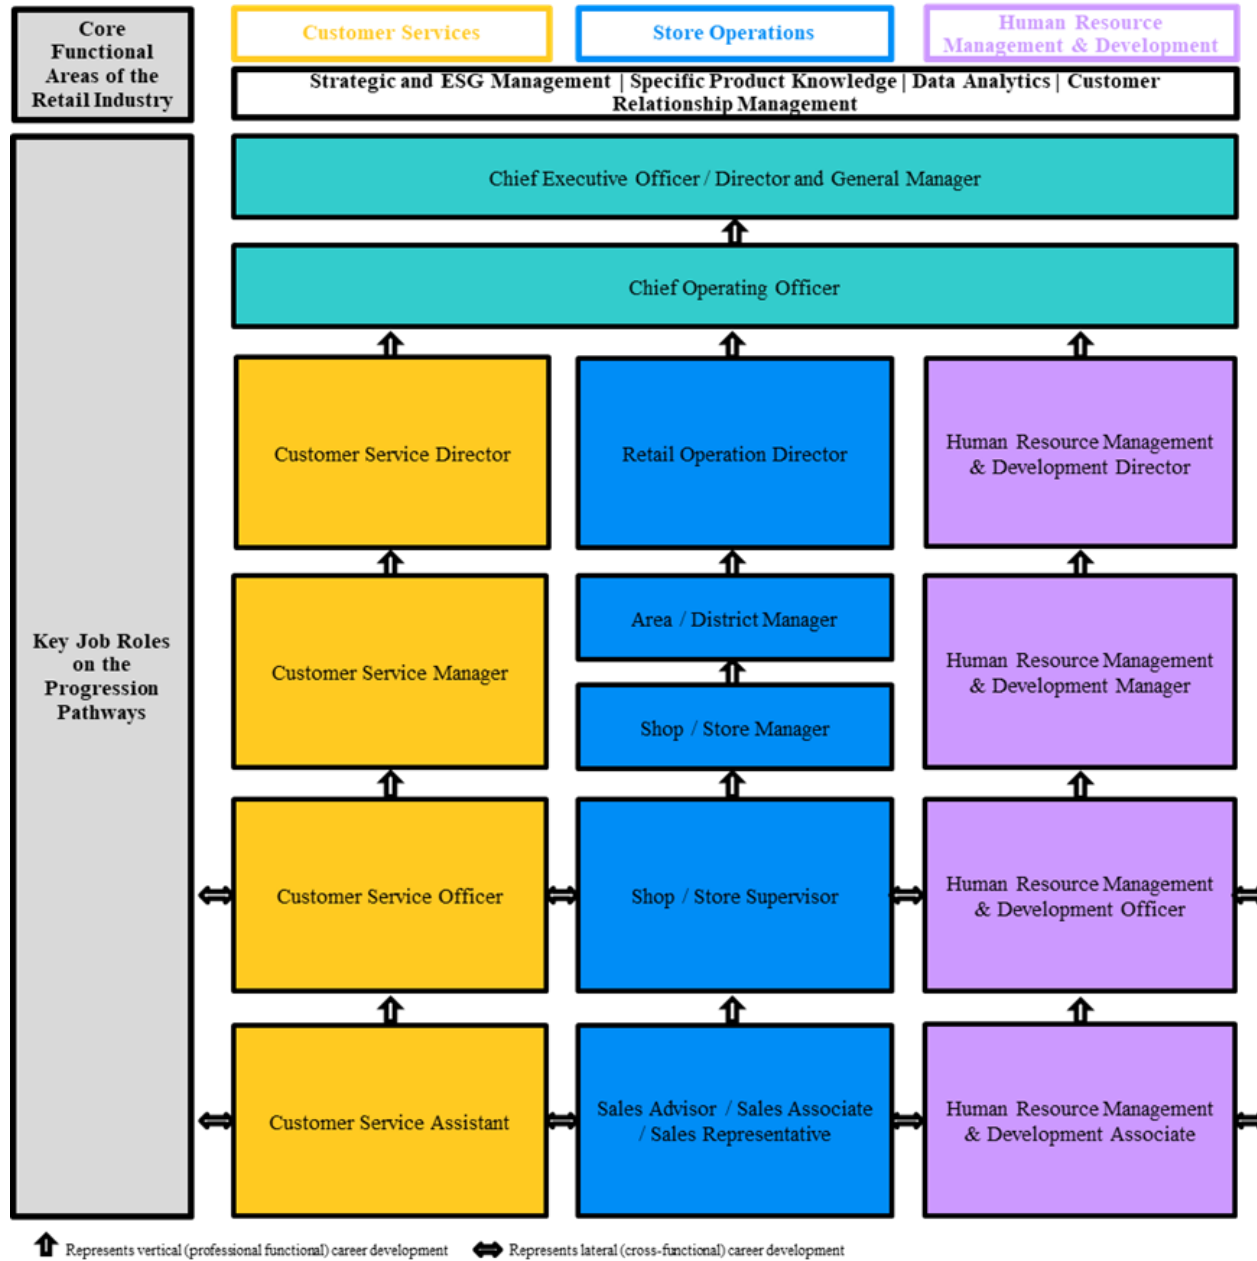 Core
Functional
Areas of the
Retail Industry
Customer Services
Store Operations
Human Resource
Management & Development
Strategic and ESG Management | Specific Product Knowledge | Data Analytics | Customer
Relationship Management
Key Job Roles
on the
Progression
Pathways
Chief Executive Officer / Director and General Manager
Chief Operating Officer
Customer Service Director
Retail Operation Director
Human Resource Management
& Development Director
Customer Service Manager
Area / District Manager
Shop / Store Manager
Human Resource Management
& Development Manager
Customer Service Officer
Shop / Store Supervisor
Human Resource Management
& Development Officer
Customer Service Assistant
Sales Advisor / Sales Associate
/ Sales Representative
Human Resource Management
& Development Associate
Represents vertical (professional functional) career development
Represents lateral (cross-functional) career development